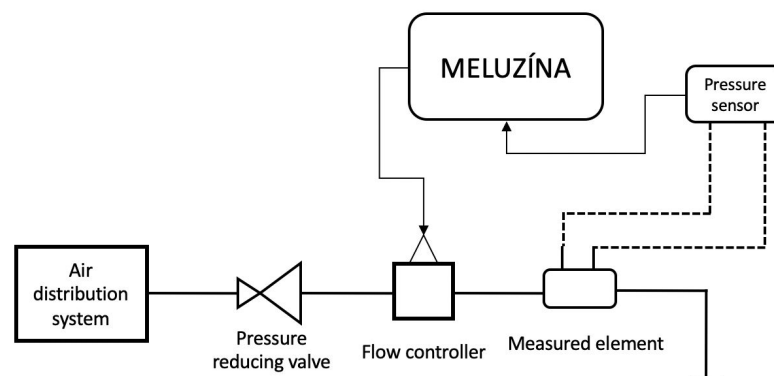 MELUZÍNA
Pressure
sensor
Air
distribution
system
Pressure
reducing valve
Flow controller
Measured element